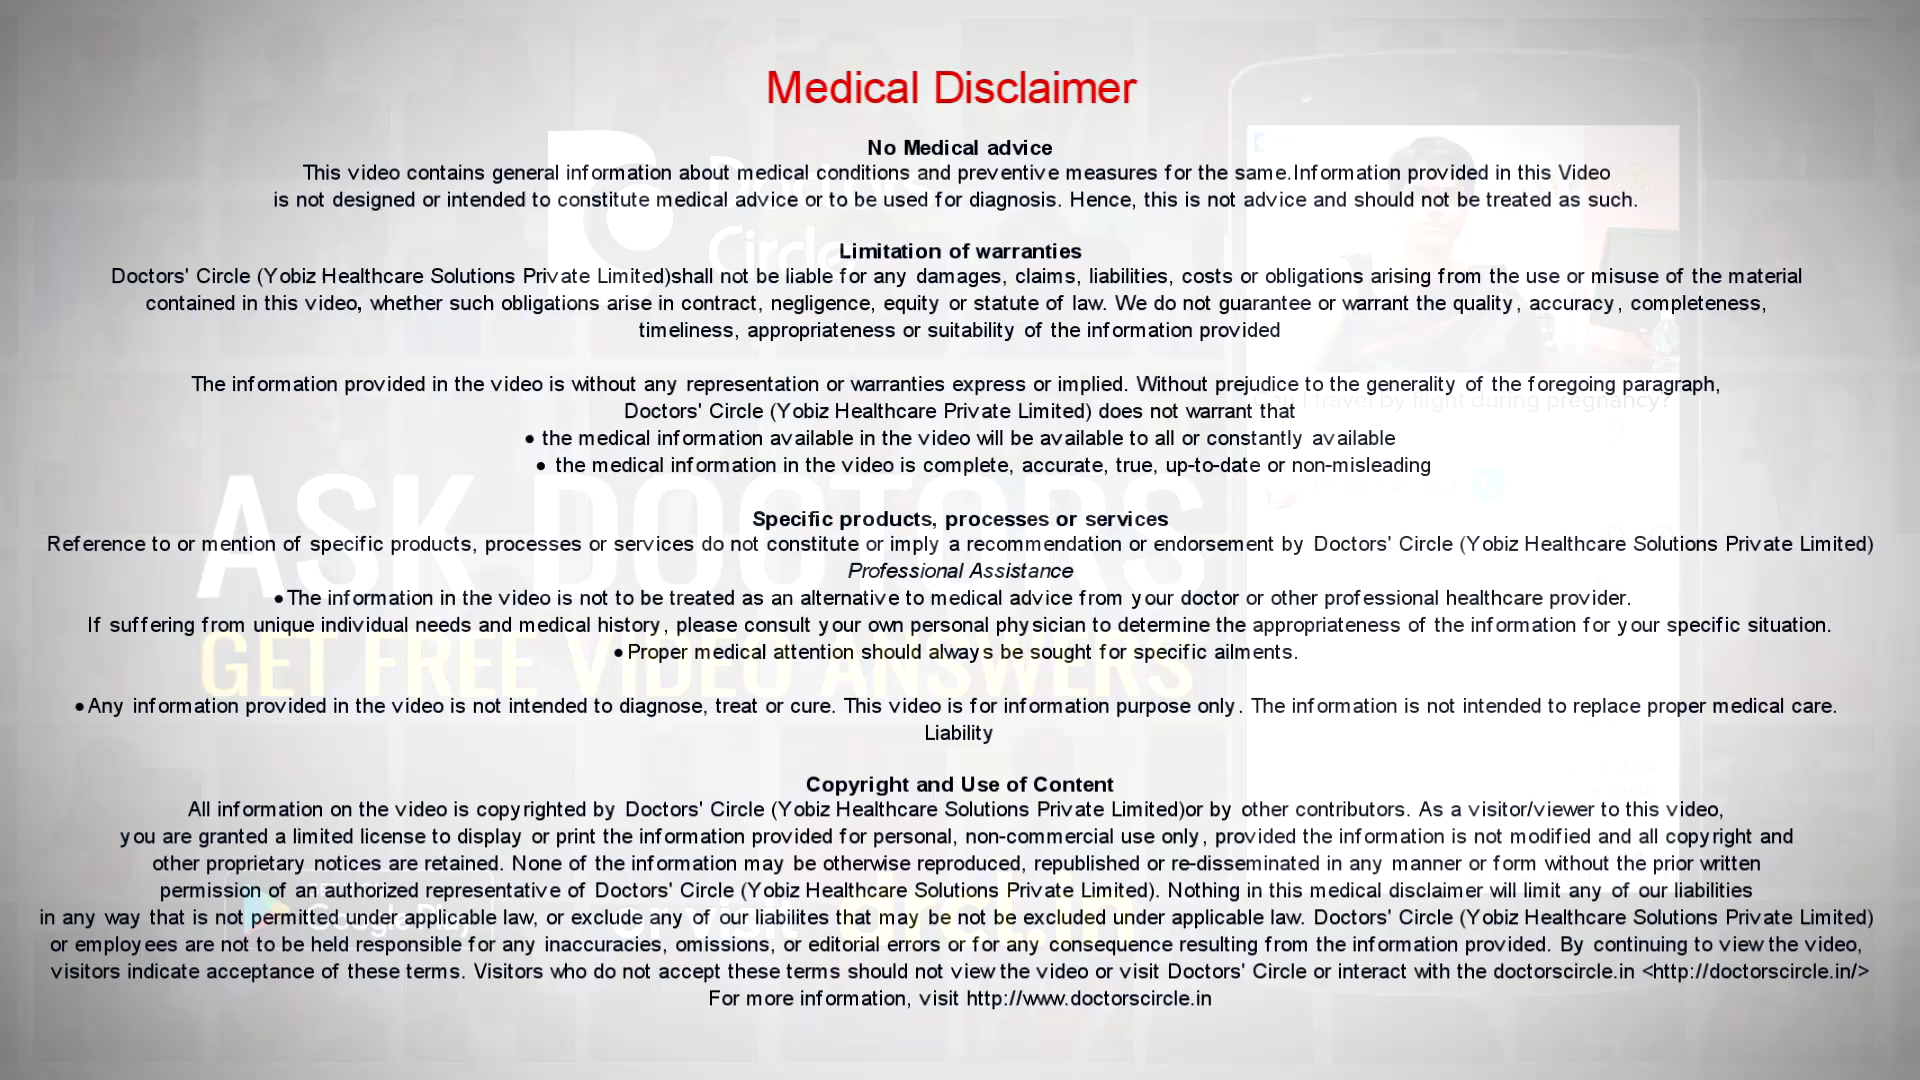 Medical Disclaimer
No Medical advice
This video contains general information about medical conditions and preventive measures for the same.Information provided in this Video
is not designed or intended to constitute medical advice or to be used for diagnosis. Hence, this is not advice and should not be treated as such.
Doctors'
Circle
Limitation of warranties
Doctors' Circle (Yobiz Healthcare Solutions Private Limited)shall not be liable for any damages, claims, liabilities, costs or obligations arising from the use or misuse of the material
contained in this video, whether such obligations arise in contract, negligence, equity or statute of law. We do not guarantee or warrant the quality, accuracy, completeness,
timeliness, appropriateness or suitability of the information provided
The information provided in the video is without any representation or warranties express or implied. Without prejudice to the generality of the foregoing paragraph,
Can I travel by flight during pregnancy?
Doctors' Circle (Yobiz Healthcare Private Limited) does not warrant that
• the medical information available in the video will be available to all or constantly available
• the medical information in the video is complete, accurate, true, up-to-date or non-misleading
ASK DOCTORS
Specific products, processes or services
Reference to or mention of specific products, processes or services do not constitute or imply a recommendation or endorsement by Doctors' Circle (Yobiz Healthcare Solutions Private Limited)
Professional Assistance
•The information in the video is not to be treated as an alternative to medical advice from your doctor or other professional healthcare provider.
If suffering from unique individual needs and medical history, please consult your own personal physician to determine the appropriateness of the information for your specific situation.
•Proper medical attention should always be sought for specific ailments.
GET FREE VIDEO ANSWERS
•Any information provided in the video is not intended to diagnose, treat or cure. This video is for information purpose only. The information is not intended to replace proper medical care.
Liability
Copyright and Use of Content
All information on the video is copyrighted by Doctors' Circle (Yobiz Healthcare Solutions Private Limited)or by other contributors. As a visitor/viewer to this video,
you are granted a limited license to display or print the information provided for personal, non-commercial use only, provided the information is not modified and all copyright and
other proprietary notices are retained. None of the information may be otherwise reproduced, republished or re-disseminated in any manner or form without the prior written
permission of an authorized representative of Doctors' Circle (Yobiz Healthcare Solutions Private Limited). Nothing in this medical disclaimer will limit any of our liabilities
in any way that is not permitted under applicable law, or exclude any of our liabilites that may be not be excluded under applicable law. Doctors' Circle (Yobiz Healthcare Solutions Private Limited)
Google Play
or visit drcl.in
or employees are not to be held responsible for any inaccuracies, omissions, or editorial errors or for any consequence resulting from the information provided. By continuing to view the video,
visitors indicate acceptance of these terms. Visitors who do not accept these terms should not view the video or visit Doctors' Circle or interact with the doctorscircle.in <http://doctorscircle.in/>
For more information, visit http://www.doctorscircle.in